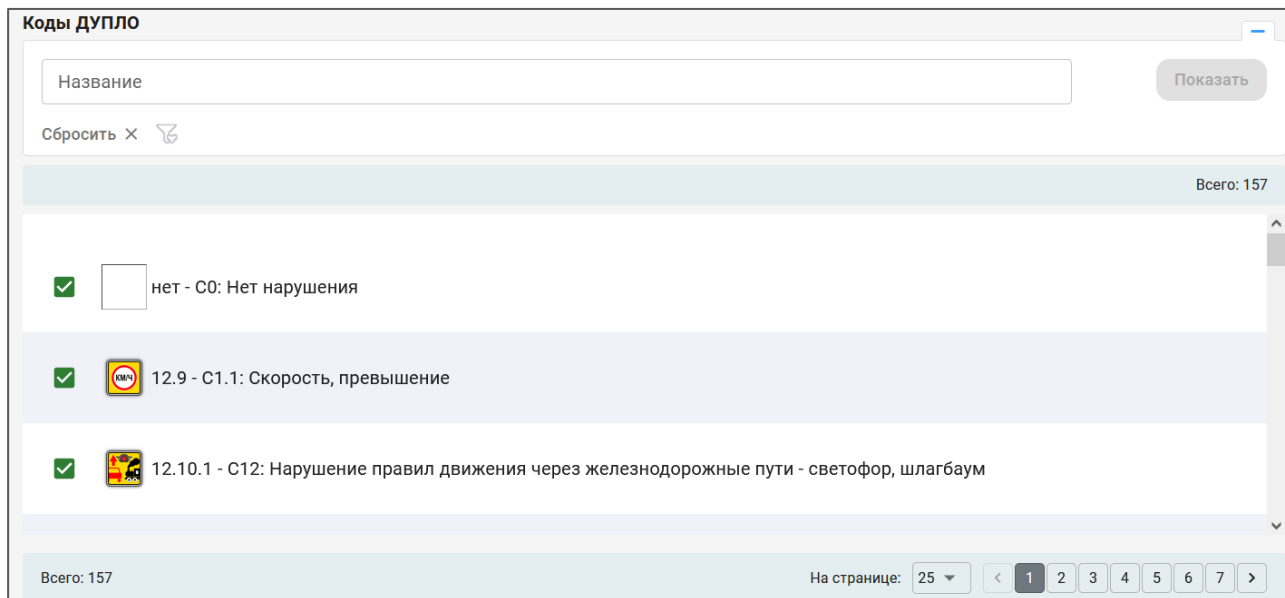 Коды ДУПЛО
Название
Показать
Сбросить ×
Всего: 157
нет - С0: Нет нарушения
КМ/Ч
12.9 - С1.1: Скорость, превышение
12.10.1 - С12: Нарушение правил движения через железнодорожные пути - светофор, шлагбаум
Всего: 157
На странице: 25 < 1 2 3 4 5 6 7 >